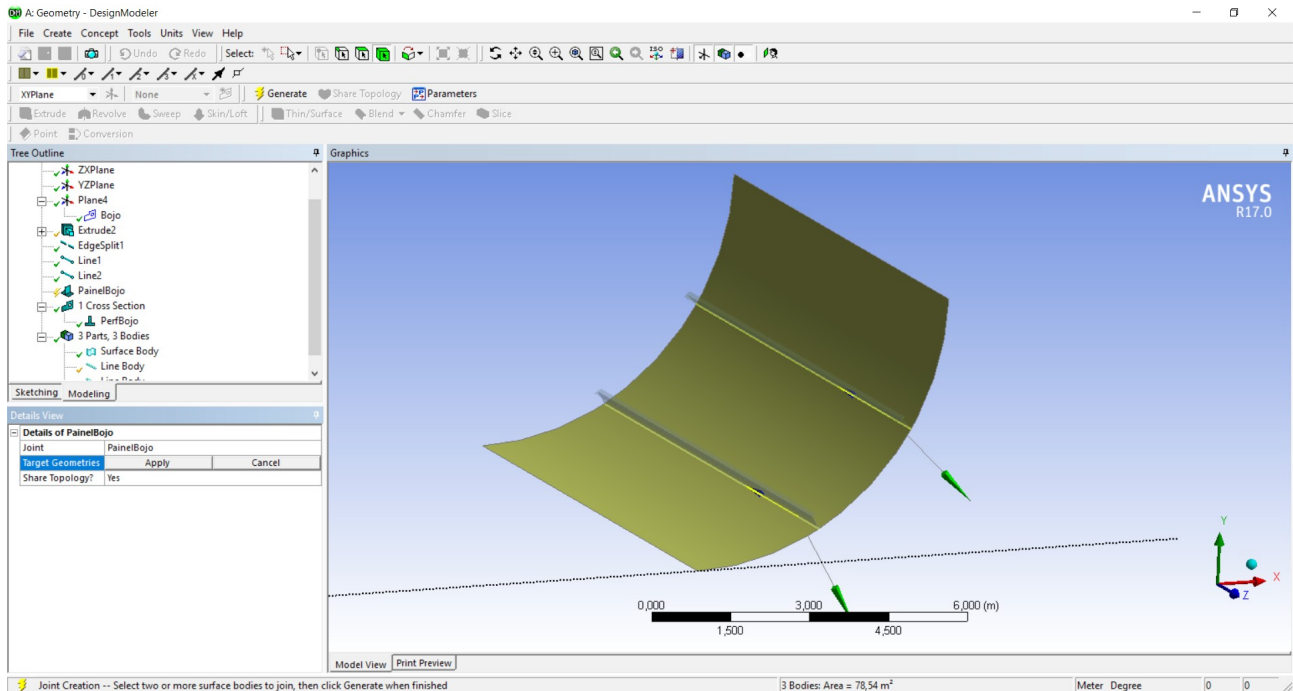 A: Geometry - DesignModeler
File Create Concept Tools Units View Help
Undo Redo Select:
XYPlane None Generate Share Topology Parameters
Extrude Revolve Sweep Skin/Loft Thin/Surface Blend Chamfer Slice
Point Conversion
Tree Outline
ZXPlane
YZPlane
Plane4
Bojo
Extrude2
EdgeSplit1
Line1
Line2
PainelBojo
1 Cross Section
PerfBojo
3 Parts, 3 Bodies
Surface Body
Line Body
Line Body
Sketching Modeling
Details View
Details of PainelBojo
Joint PainelBojo
Target Geometries Apply Cancel
Share Topology? Yes
Graphics
ANSYS
R17.0
Y
X
Z
0,000 3,000 6,000 (m)
1,500 4,500
Model View Print Preview
Joint Creation -- Select two or more surface bodies to join, then click Generate when finished 3 Bodies: Area = 78,54 m² Meter Degree 0 0